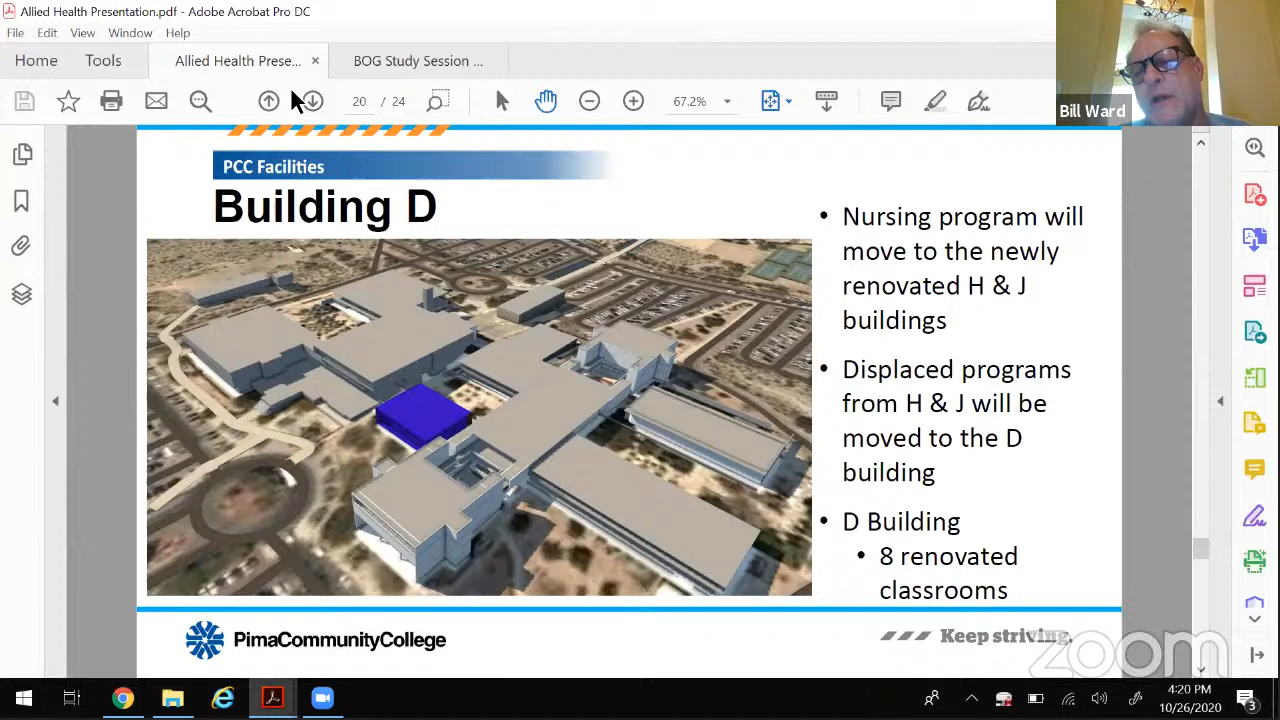 Allied Health Presentation.pdf - Adobe Acrobat Pro DC
File Edit View Window Help
Home Tools Allied Health Prese... × BOG Study Session ...
20 / 24 67.2%
Bill Ward
PCC Facilities
Building D
• Nursing program will
move to the newly
renovated H & J
buildings
• Displaced programs
from H & J will be
moved to the D
building
• D Building
• 8 renovated
classrooms
PimaCommunityCollege
Keep striving.
zoom
4:20 PM
10/26/2020
3